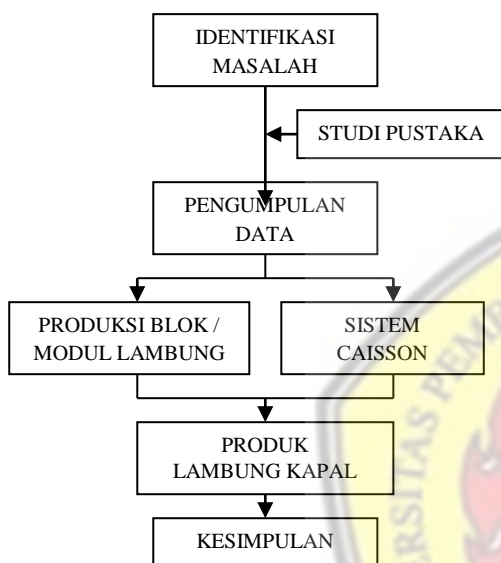 IDENTIFIKASI
MASALAH
STUDI PUSTAKA
PENGUMPULAN
DATA
PRODUKSI BLOK /
MODUL LAMBUNG
SISTEM
CAISSON
PRODUK
LAMBUNG KAPAL
KESIMPULAN